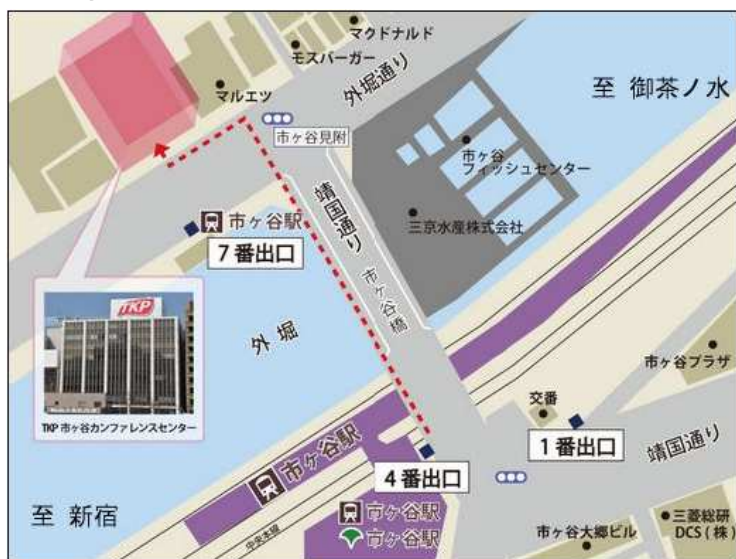 マクドナルド
モスバーガー
マルエツ
外堀通り
至 御茶ノ水
市ヶ谷見附
市ヶ谷
フィッシュセンター
靖国通り
三京水産株式会社
市ヶ谷駅
7番出口
市ヶ谷橋
外堀
TKP
TKP 市ヶ谷カンファレンスセンター
市ヶ谷プラザ
交番
1番出口
靖国通り
市ヶ谷駅
4番出口
至 新宿
中央本線
市ヶ谷駅
市ヶ谷駅
市ヶ谷大郷ビル
三菱総研
DCS(株)